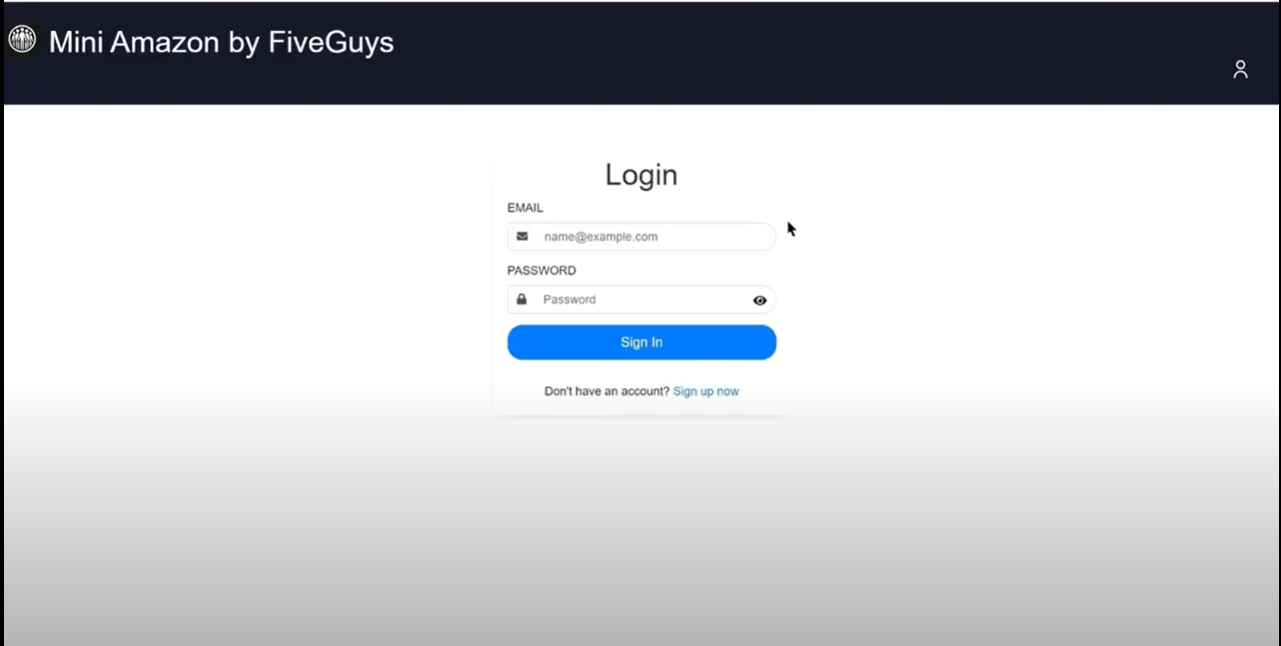 Mini Amazon by FiveGuys
Login
EMAIL
name@example.com
PASSWORD
Password
Sign In
Don't have an account? Sign up now